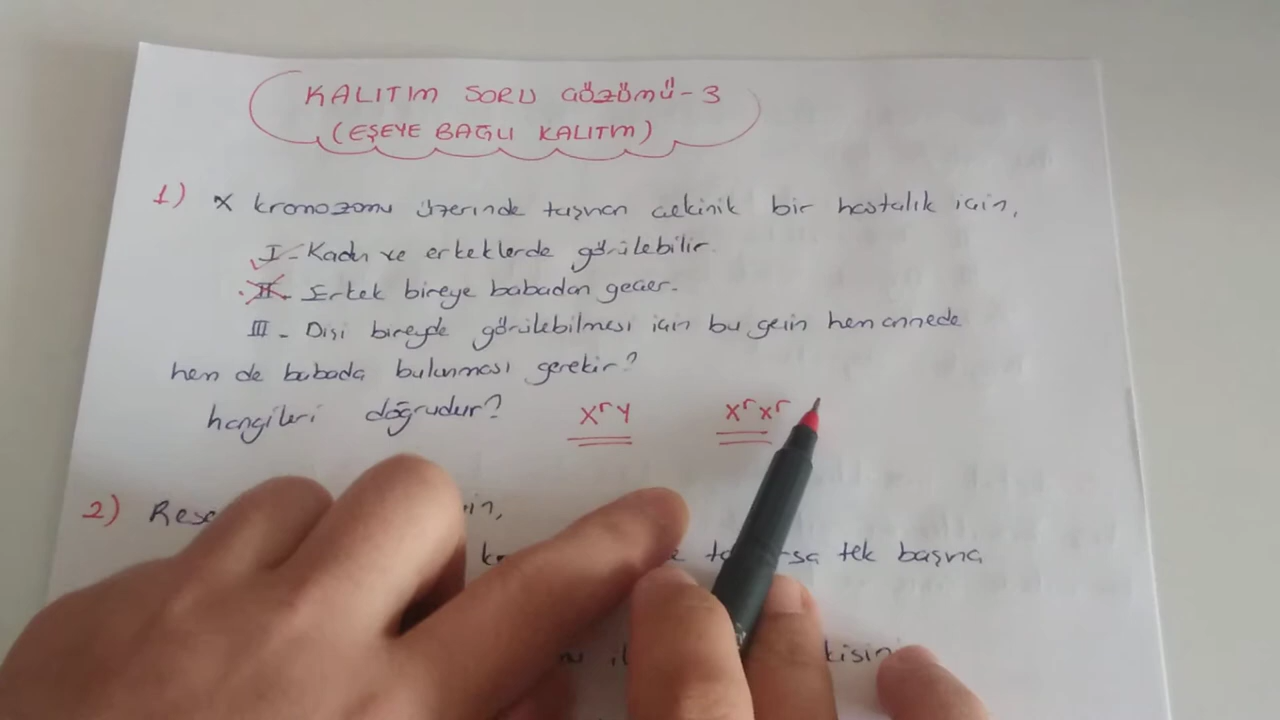 KALITIM SORU ÇÖZÜMÜ-3
(EŞEYE BAĞLI KALITIM)
1) X kromozomu üzerinde taşınan çekinik bir hastalık için,
I- Kadın ve erkeklerde görülebilir.
II- Erkek bireye babadan geçer.
III- Dişi bireyde görülebilmesi için bu genin hem annede
hem de babada bulunması gerekir?
hangileri doğrudur? XʳY XʳXʳ
2)
tek başına